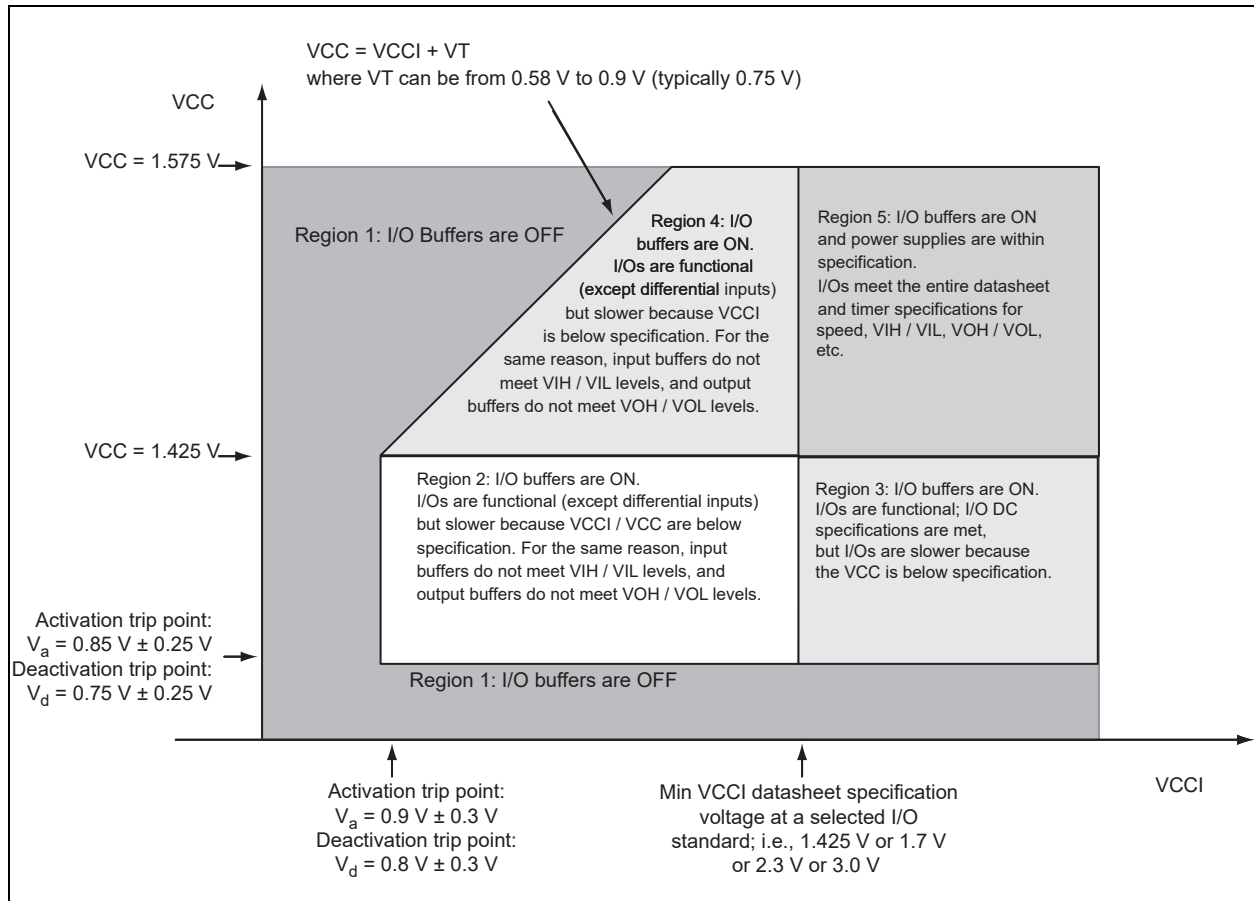 VCC = VCCI + VT
where VT can be from 0.58 V to 0.9 V (typically 0.75 V)
VCC
VCC = 1.575 V
Region 1: I/O Buffers are OFF
Region 4: I/O
buffers are ON.
I/Os are functional
(except differential inputs)
but slower because VCCI
is below specification. For the
same reason, input buffers do not
meet VIH / VIL levels, and output
buffers do not meet VOH / VOL levels.
Region 5: I/O buffers are ON
and power supplies are within
specification.
I/Os meet the entire datasheet
and timer specifications for
speed, VIH / VIL, VOH / VOL,
etc.
VCC = 1.425 V
Region 2: I/O buffers are ON.
I/Os are functional (except differential inputs)
but slower because VCCI / VCC are below
specification. For the same reason, input
buffers do not meet VIH / VIL levels, and
output buffers do not meet VOH / VOL levels.
Region 3: I/O buffers are ON.
I/Os are functional; I/O DC
specifications are met,
but I/Os are slower because
the VCC is below specification.
Activation trip point:
Va = 0.85 V ± 0.25 V
Deactivation trip point:
Vd = 0.75 V ± 0.25 V
Region 1: I/O buffers are OFF
Activation trip point:
Va = 0.9 V ± 0.3 V
Deactivation trip point:
Vd = 0.8 V ± 0.3 V
Min VCCI datasheet specification
voltage at a selected I/O
standard; i.e., 1.425 V or 1.7 V
or 2.3 V or 3.0 V
VCCI